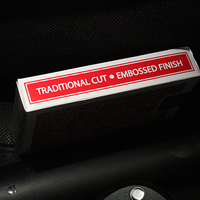 TRADITIONAL CUT • EMBOSSED FINISH